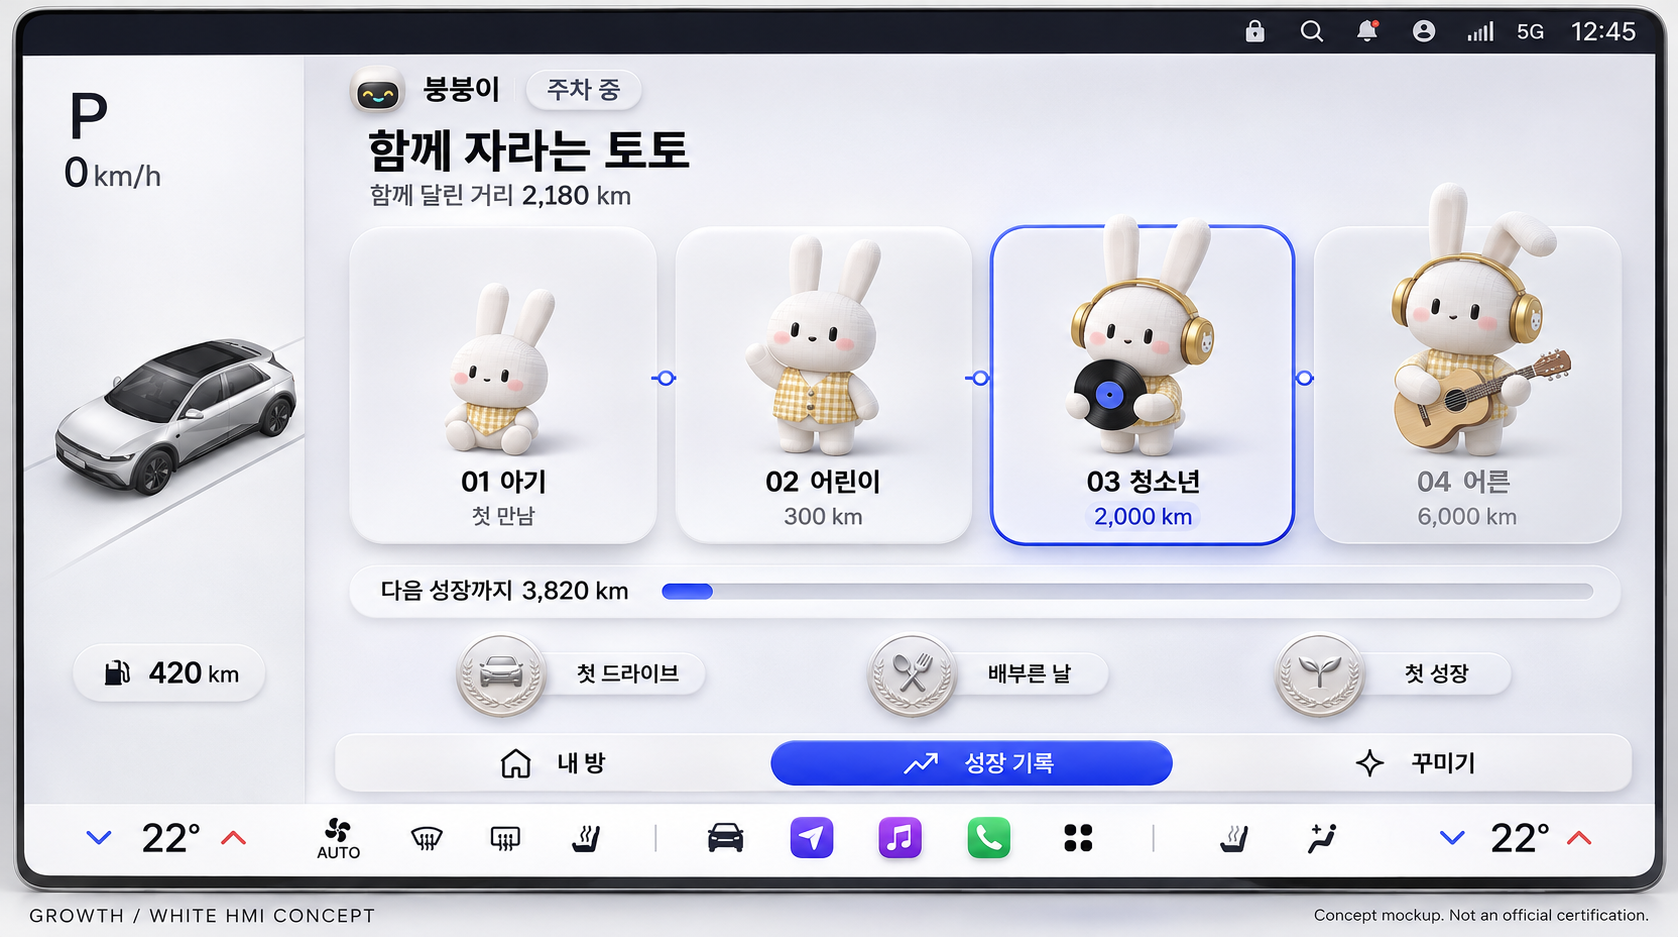 5G 12:45
P
0 km/h
붕붕이 주차 중
함께 자라는 토토
함께 달린 거리 2,180 km
01 아기
첫 만남
02 어린이
300 km
03 청소년
2,000 km
04 어른
6,000 km
다음 성장까지 3,820 km
420 km
첫 드라이브
배부른 날
첫 성장
내 방
성장 기록
꾸미기
22°
AUTO
22°
GROWTH / WHITE HMI CONCEPT
Concept mockup. Not an official certification.